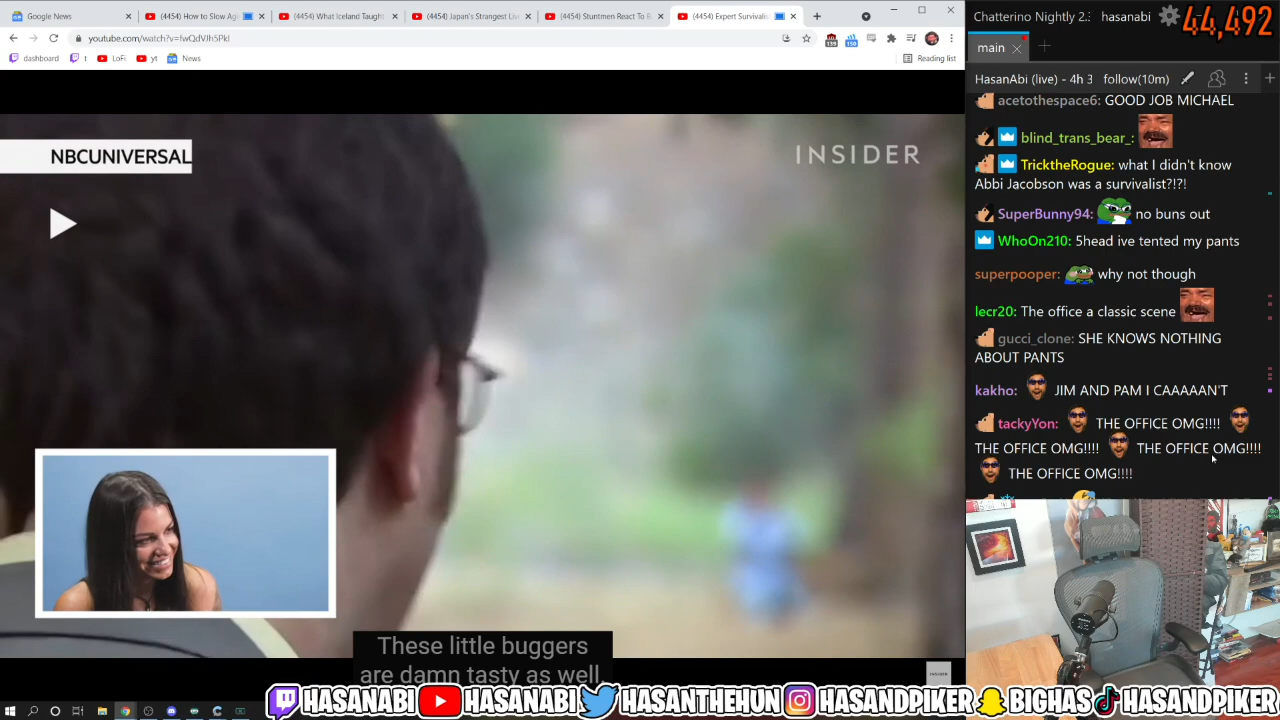 Google News
(4454) How to Slow Ag
(4454) What Iceland Taught
(4454) Japan's Strangest Live
(4454) Stuntmen React To B
(4454) Expert Survivalis
youtube.com/watch?v=fwQdVJh5PkI
139
158
dashboard
t
LoFi
yt
News
Reading list
NBCUNIVERSAL
INSIDER
These little buggers
are damn tasty as well
INSIDER
Chatterino Nightly 2.
hasanabi
44,492
main
HasanAbi (live) - 4h 3
follow(10m)
acetothespace6: GOOD JOB MICHAEL
blind_trans_bear_:
TricktheRogue: what I didn't know
Abbi Jacobson was a survivalist?!?!
SuperBunny94: no buns out
WhoOn210: 5head ive tented my pants
superpooper: why not though
lecr20: The office a classic scene
gucci_clone: SHE KNOWS NOTHING
ABOUT PANTS
kakho: JIM AND PAM I CAAAAAN'T
tackyYon: THE OFFICE OMG!!!!
THE OFFICE OMG!!!! THE OFFICE OMG!!!!
THE OFFICE OMG!!!!
HASANABI HASANABI HASANTHEHUN HASANDPIKER BIGHAS HASANDPIKER